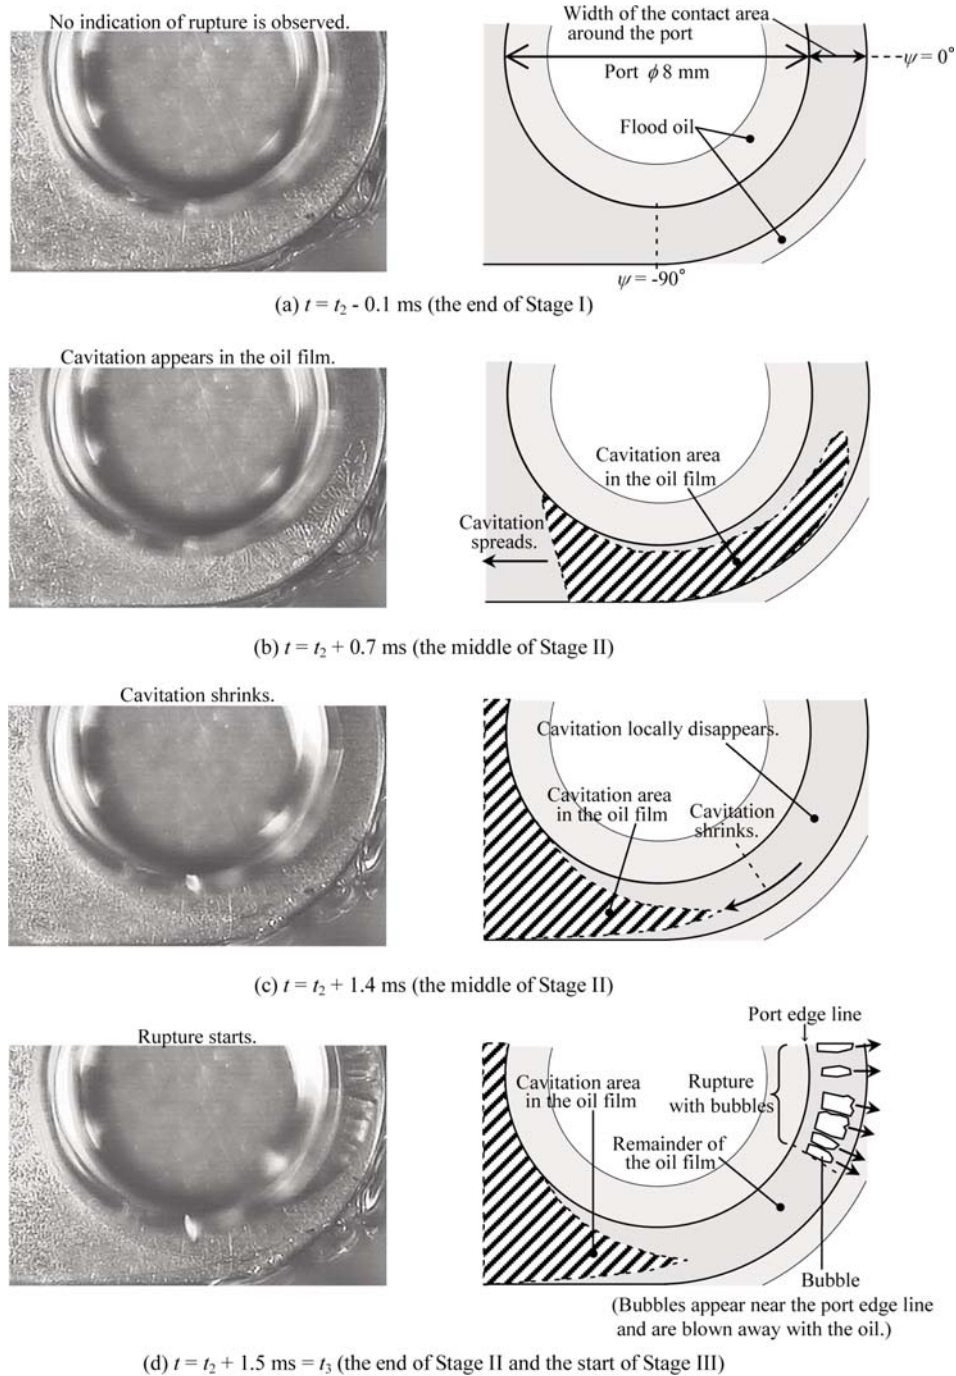 No indication of rupture is observed.
Width of the contact area
around the port
ψ = 0°
Port ϕ 8 mm
Flood oil
ψ = -90°
(a) t = t₂ - 0.1 ms (the end of Stage I)
Cavitation appears in the oil film.
Cavitation area
in the oil film
Cavitation
spreads.
(b) t = t₂ + 0.7 ms (the middle of Stage II)
Cavitation shrinks.
Cavitation locally disappears.
Cavitation area
in the oil film
Cavitation
shrinks.
(c) t = t₂ + 1.4 ms (the middle of Stage II)
Rupture starts.
Port edge line
Cavitation area
in the oil film
Rupture
with bubbles
Remainder of
the oil film
Bubble
(Bubbles appear near the port edge line
and are blown away with the oil.)
(d) t = t₂ + 1.5 ms = t₃ (the end of Stage II and the start of Stage III)